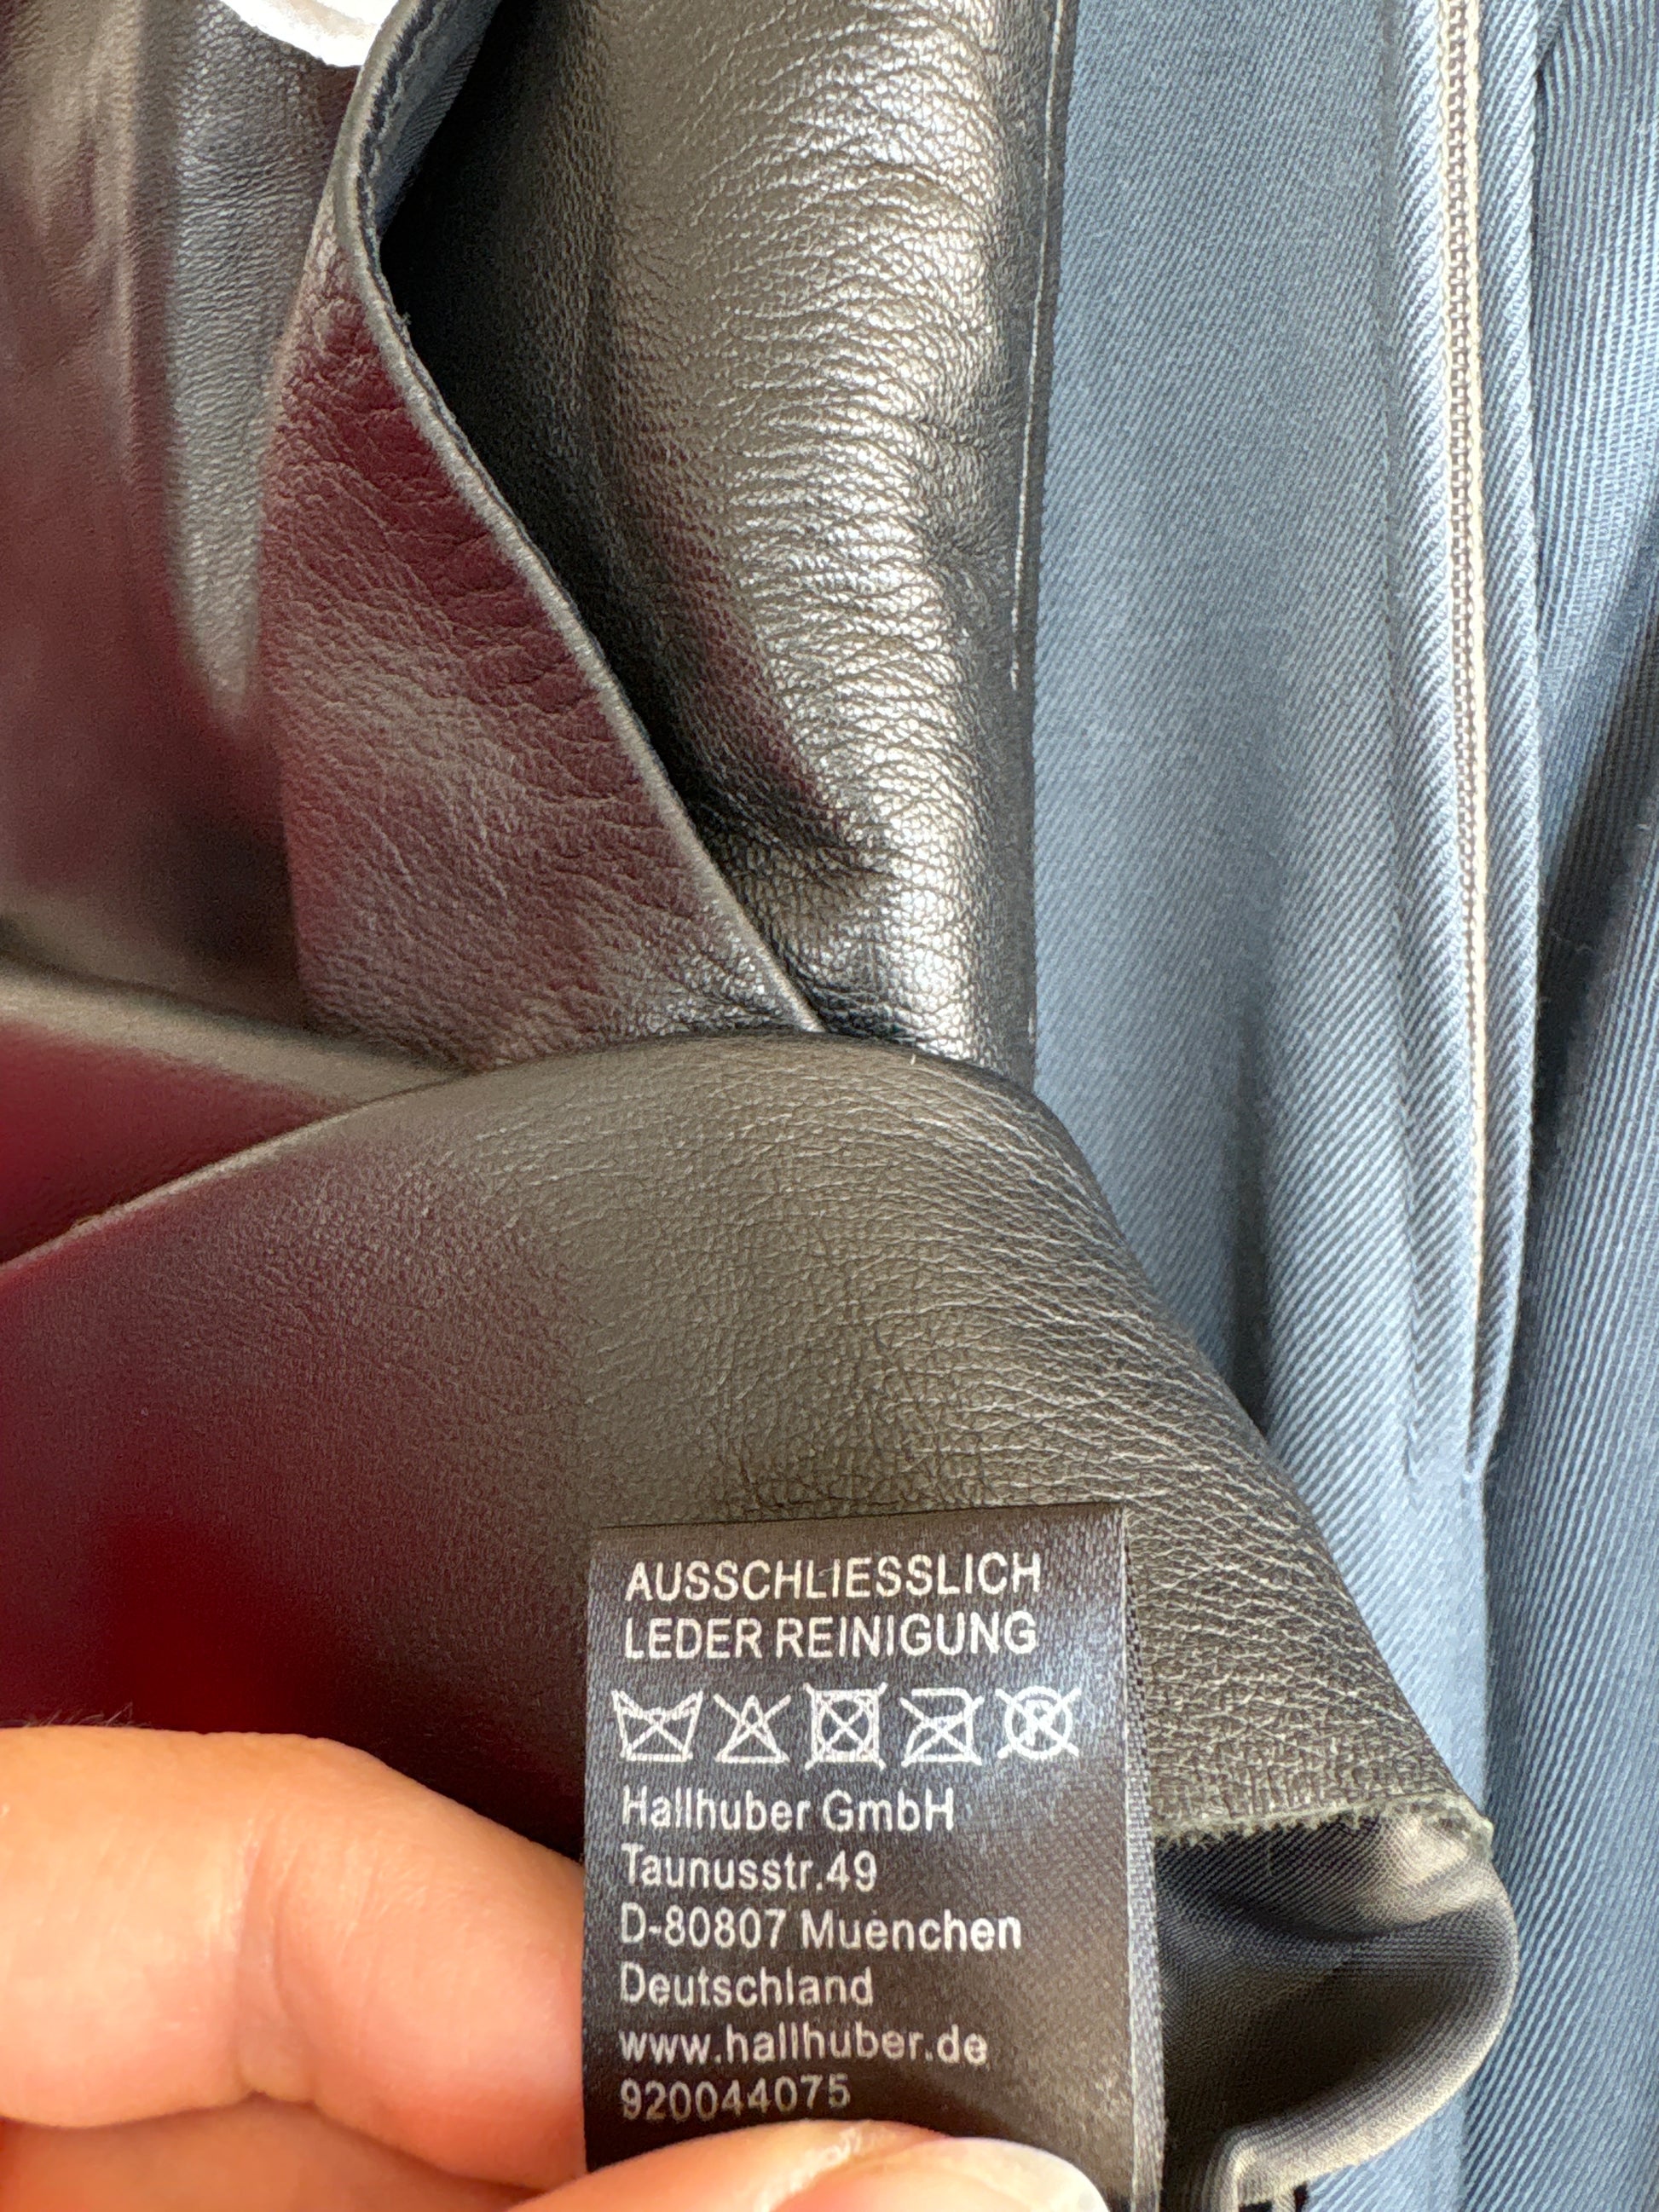 AUSSCHLIESSLICH
LEDER REINIGUNG
Hallhuber GmbH
Taunusstr.49
D-80807 Muenchen
Deutschland
www.hallhuber.de
920044075